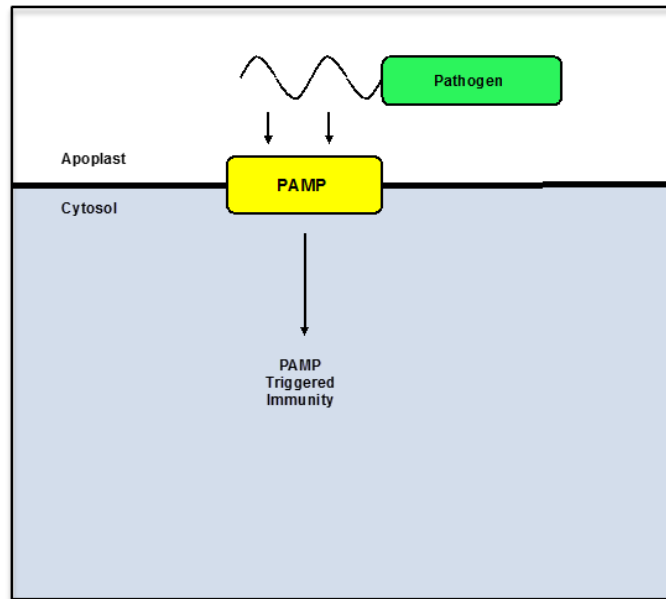 Pathogen
Apoplast
PAMP
Cytosol
PAMP
Triggered
Immunity